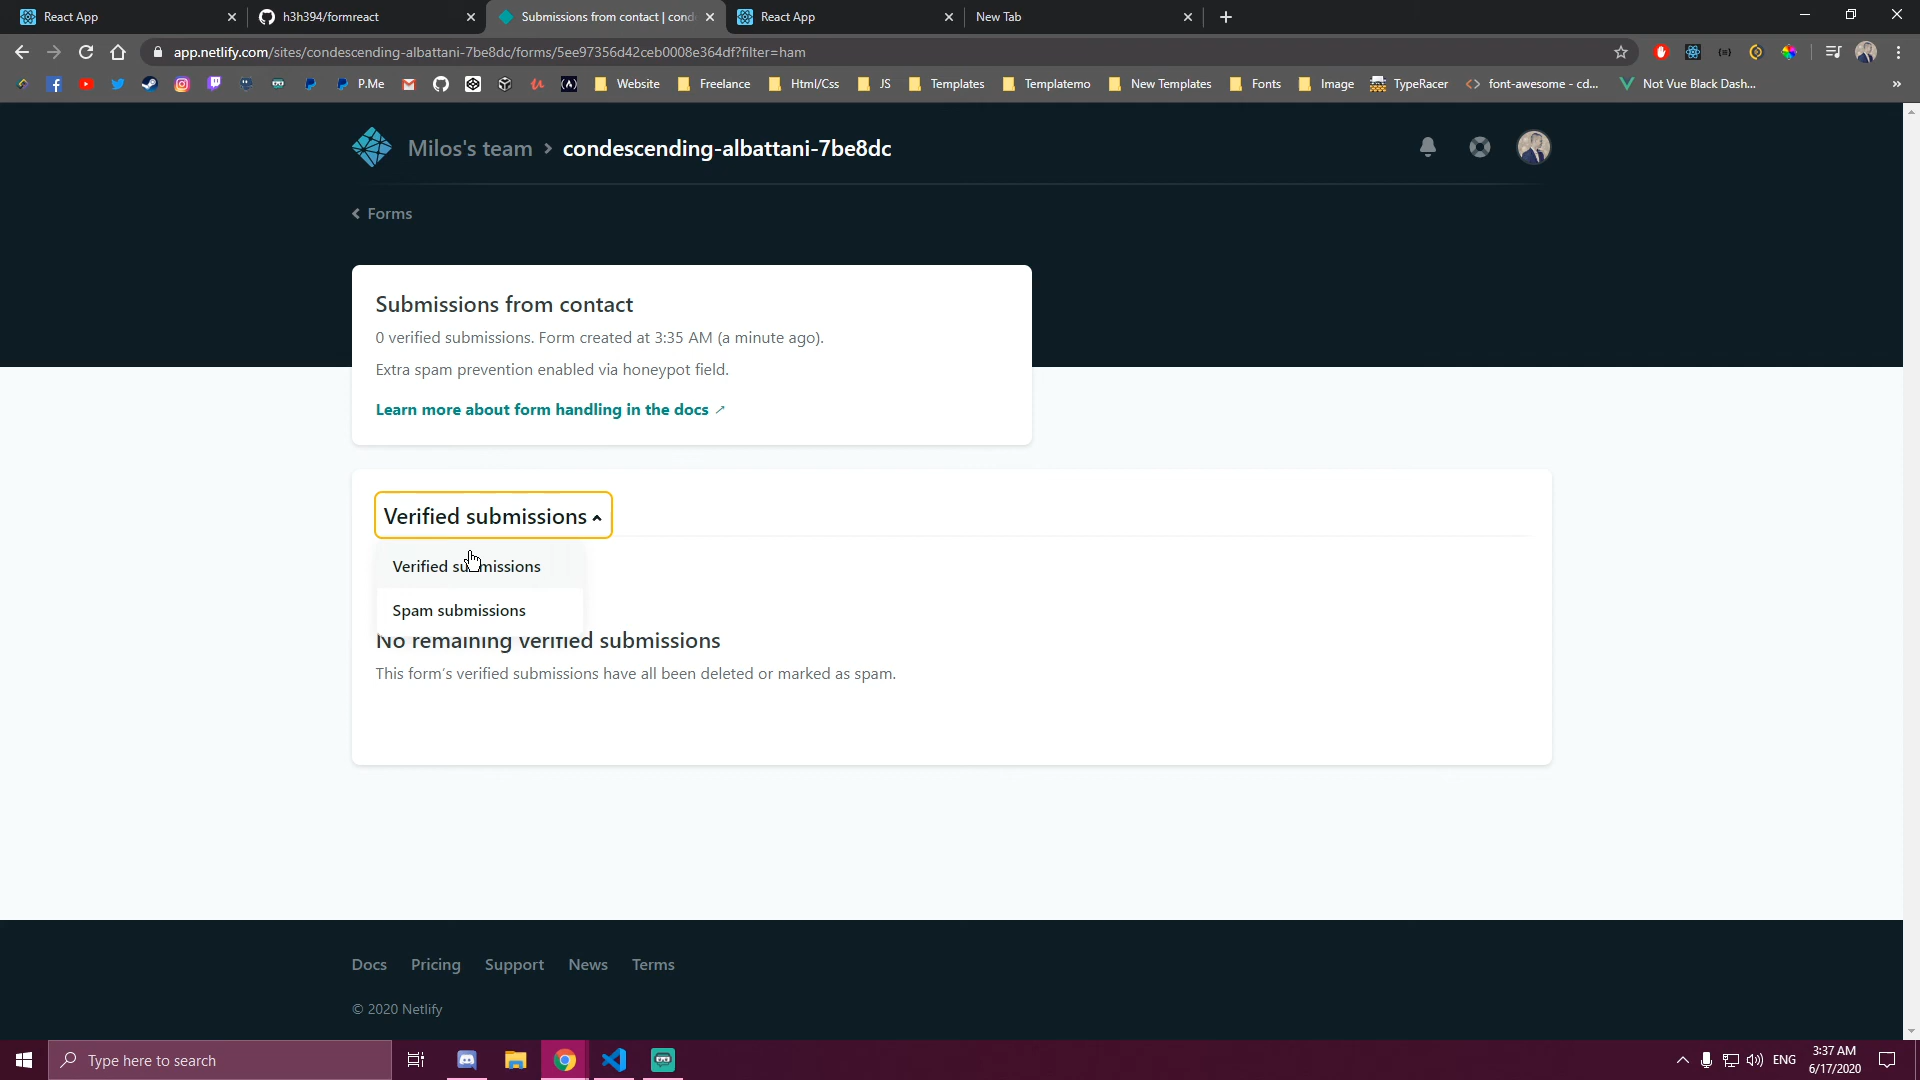 React App
h3h394/formreact
Submissions from contact | cond
React App
New Tab
app.netlify.com/sites/condescending-albattani-7be8dc/forms/5ee97356d42ceb0008e364df?filter=ham
P.Me
Website
Freelance
Html/Css
JS
Templates
Templatemo
New Templates
Fonts
Image
TypeRacer
font-awesome - cd...
Not Vue Black Dash...
Milos's team > condescending-albattani-7be8dc
Forms
Submissions from contact
0 verified submissions. Form created at 3:35 AM (a minute ago).
Extra spam prevention enabled via honeypot field.
Learn more about form handling in the docs
Verified submissions
Verified submissions
Spam submissions
No remaining verified submissions
This form's verified submissions have all been deleted or marked as spam.
Docs
Pricing
Support
News
Terms
© 2020 Netlify
Type here to search
ENG
3:37 AM
6/17/2020